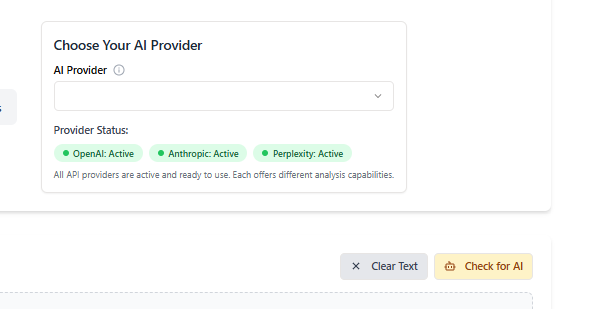 Choose Your AI Provider
AI Provider
Provider Status:
OpenAI: Active
Anthropic: Active
Perplexity: Active
All API providers are active and ready to use. Each offers different analysis capabilities.
Clear Text
Check for AI